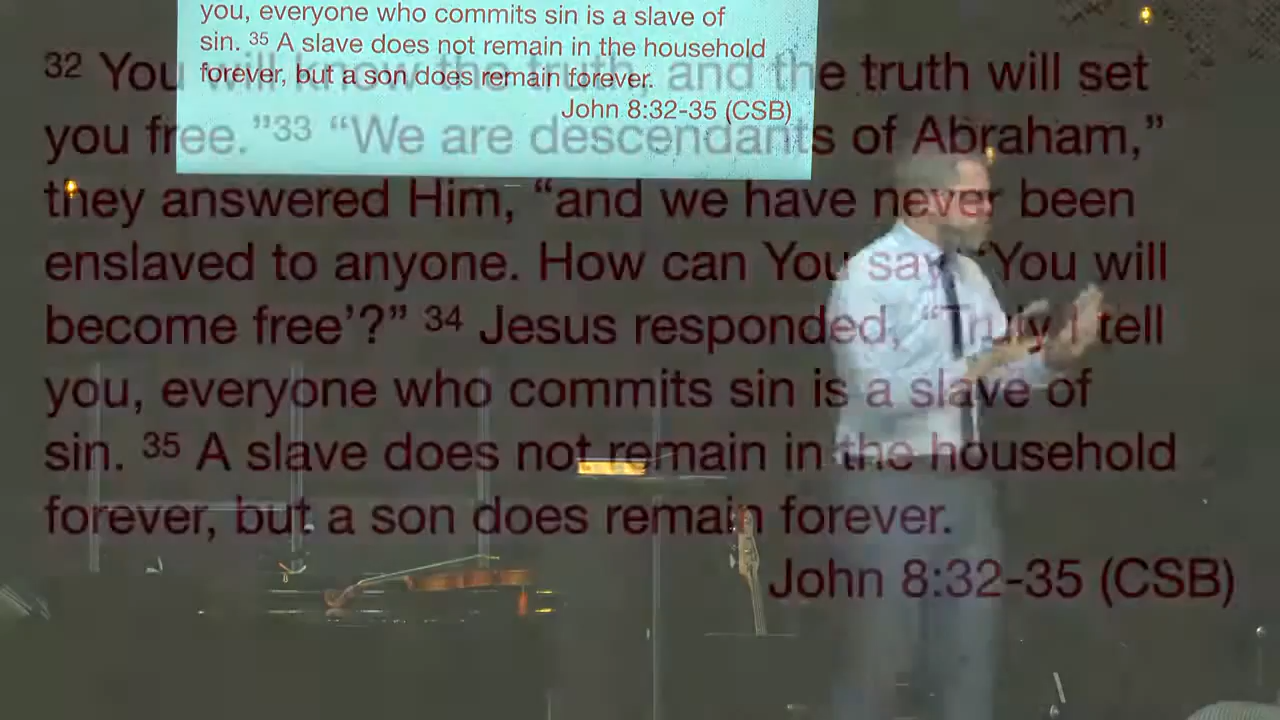 you, everyone who commits sin is a slave of
sin. 35 A slave does not remain in the household
forever, but a son does remain forever.
John 8:32-35 (CSB)
32 You will know the truth, and the truth will set
you free.”33 “We are descendants of Abraham,”
they answered Him, “and we have never been
enslaved to anyone. How can You say, ‘You will
become free’?” 34 Jesus responded, “Truly I tell
you, everyone who commits sin is a slave of
sin. 35 A slave does not remain in the household
forever, but a son does remain forever.
John 8:32-35 (CSB)